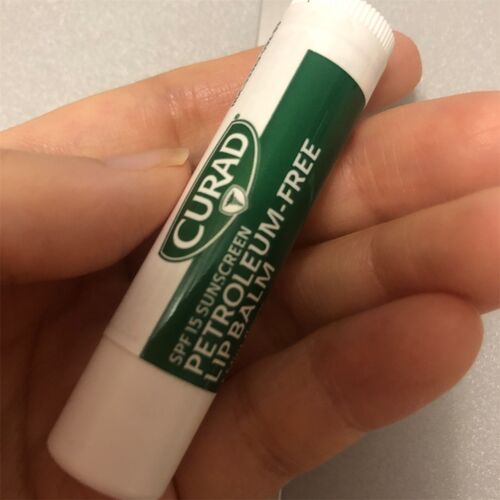 CURAD
SPF 15 SUNSCREEN
PETROLEUM-FREE
LIP BALM